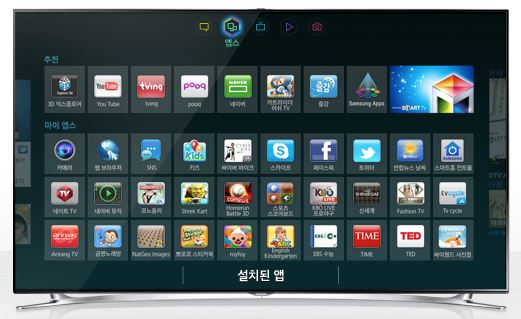 앱스
추천
3D 익스플로어 You Tube tving pooq 네이버 카트라이더 러쉬 TV 즐감 Samsung Apps
SMART TV
마이 앱스
카메라 웹 브라우저 SNS 키즈 싸이버 바이크 스카이프 페이스북 트위터 연합뉴스 날씨 스마트홈 컨트롤
네이트 TV 네이버 뮤직 모노폴리 Shrek Kart Homerun Battle 3D 스포츠 스코어보드 KBO LIVE 프로야구 신세계 Fashion TV Tv cycle
Arirang TV 금영노래방 NatGeo Images 뽀로로 스티커북 royfoy English Kindergarten EBS 수능 TIME TED 싸이월드 사진첩
설치된 앱